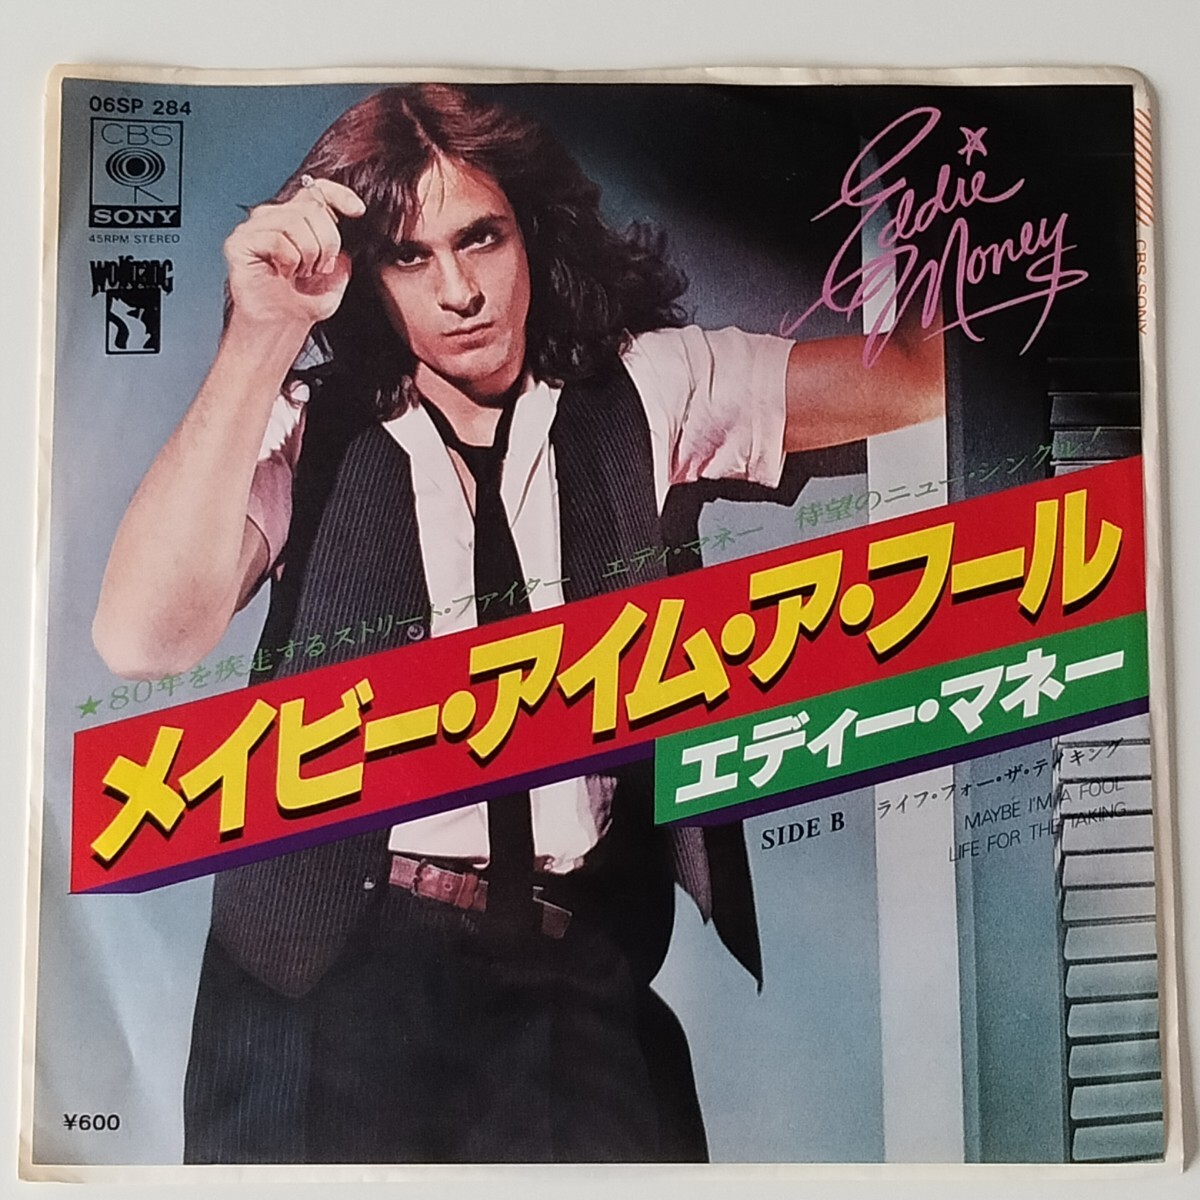 06SP 284
CBS
SONY
45RPM STEREO
wolfgang
Eddie Money
CBS SONY
★80年を疾走するストリート・ファイター エディ・マネー 待望のニュー・シングル!
メイビー・アイム・ア・フール
エディー・マネー
SIDE B ライフ・フォー・ザ・テイキング
MAYBE I'M A FOOL
LIFE FOR THE TAKING
¥600